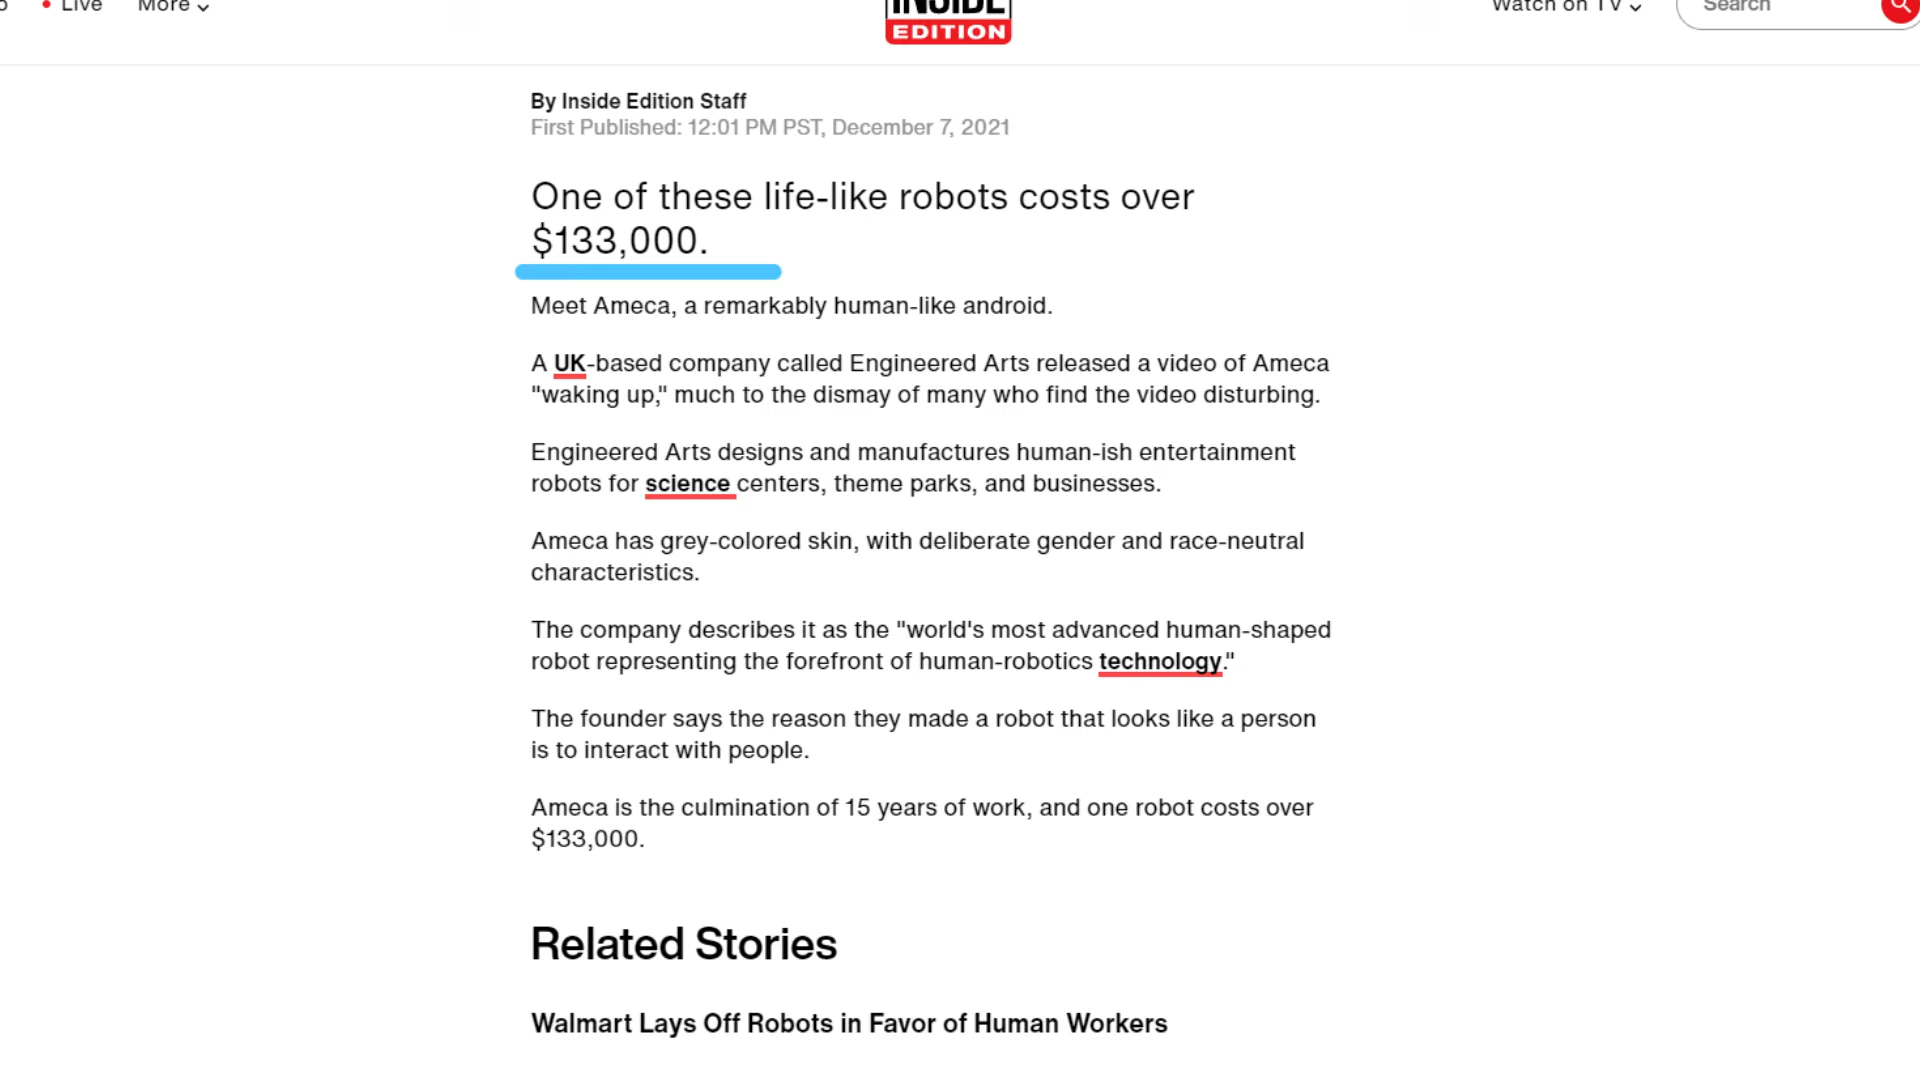 Live More Watch on TV Search
INSIDE
EDITION
By Inside Edition Staff
First Published: 12:01 PM PST, December 7, 2021
One of these life-like robots costs over
$133,000.
Meet Ameca, a remarkably human-like android.
A UK-based company called Engineered Arts released a video of Ameca
"waking up," much to the dismay of many who find the video disturbing.
Engineered Arts designs and manufactures human-ish entertainment
robots for science centers, theme parks, and businesses.
Ameca has grey-colored skin, with deliberate gender and race-neutral
characteristics.
The company describes it as the "world's most advanced human-shaped
robot representing the forefront of human-robotics technology."
The founder says the reason they made a robot that looks like a person
is to interact with people.
Ameca is the culmination of 15 years of work, and one robot costs over
$133,000.
Related Stories
Walmart Lays Off Robots in Favor of Human Workers